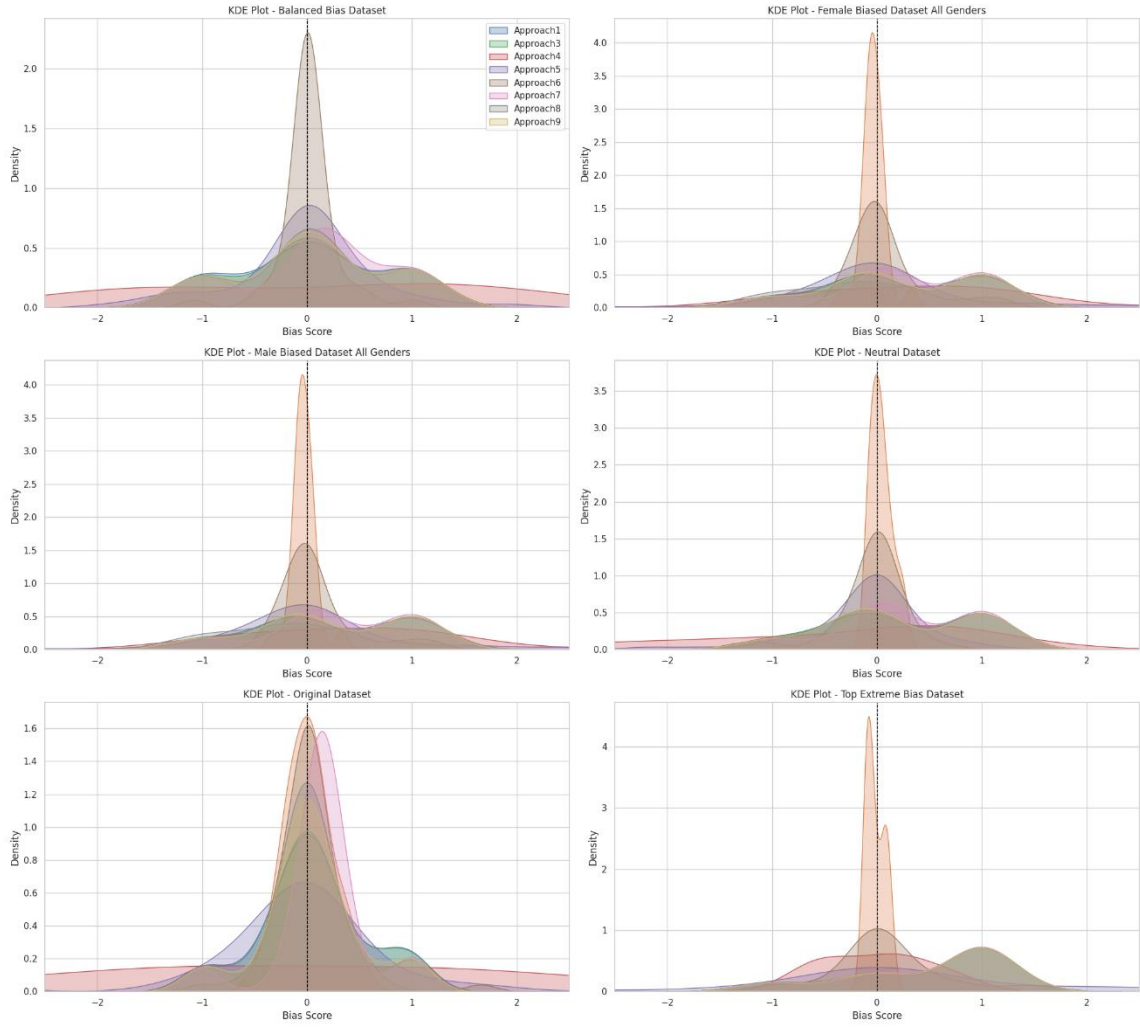 KDE Plot - Balanced Bias Dataset
Approach1
Approach3
Approach4
Approach5
Approach6
Approach7
Approach8
Approach9
2.0
1.5
1.0
0.5
0.0
Density
−2
−1
0
1
2
Bias Score
KDE Plot - Female Biased Dataset All Genders
4.0
3.5
3.0
2.5
2.0
1.5
1.0
0.5
0.0
Density
−2
−1
0
1
2
Bias Score
KDE Plot - Male Biased Dataset All Genders
4.0
3.5
3.0
2.5
2.0
1.5
1.0
0.5
0.0
Density
−2
−1
0
1
2
Bias Score
KDE Plot - Neutral Dataset
3.5
3.0
2.5
2.0
1.5
1.0
0.5
0.0
Density
−2
−1
0
1
2
Bias Score
KDE Plot - Original Dataset
1.6
1.4
1.2
1.0
0.8
0.6
0.4
0.2
0.0
Density
−2
−1
0
1
2
Bias Score
KDE Plot - Top Extreme Bias Dataset
4
3
2
1
0
Density
−2
−1
0
1
2
Bias Score